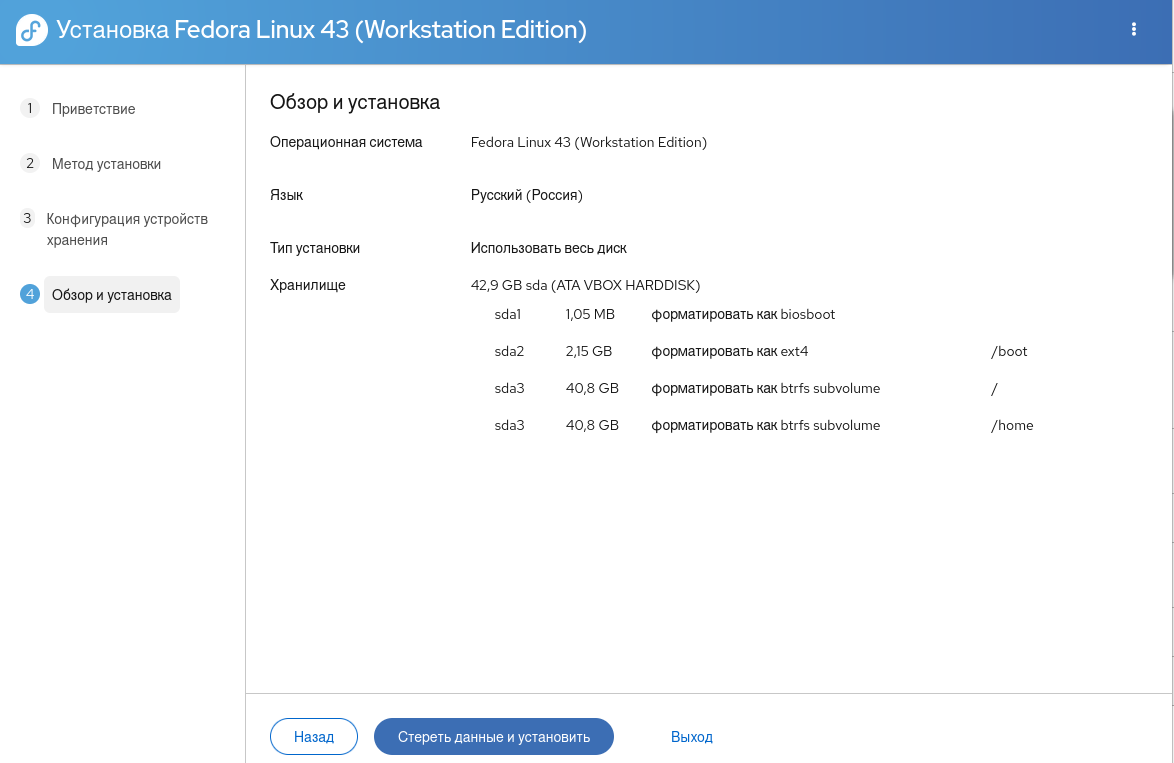 Установка Fedora Linux 43 (Workstation Edition)
1 Приветствие
2 Метод установки
3 Конфигурация устройств
хранения
4 Обзор и установка
Обзор и установка
Операционная система Fedora Linux 43 (Workstation Edition)
Язык Русский (Россия)
Тип установки Использовать весь диск
Хранилище 42,9 GB sda (ATA VBOX HARDDISK)
sda1 1,05 MB форматировать как biosboot
sda2 2,15 GB форматировать как ext4 /boot
sda3 40,8 GB форматировать как btrfs subvolume /
sda3 40,8 GB форматировать как btrfs subvolume /home
Назад Стереть данные и установить Выход